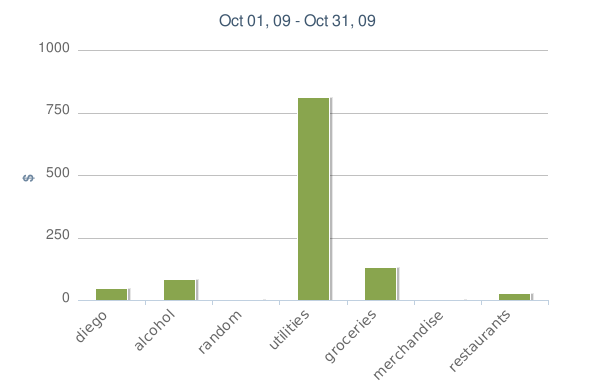 Oct 01, 09 - Oct 31, 09
1000
750
500
$
250
0
diego
alcohol
random
utilities
groceries
merchandise
restaurants